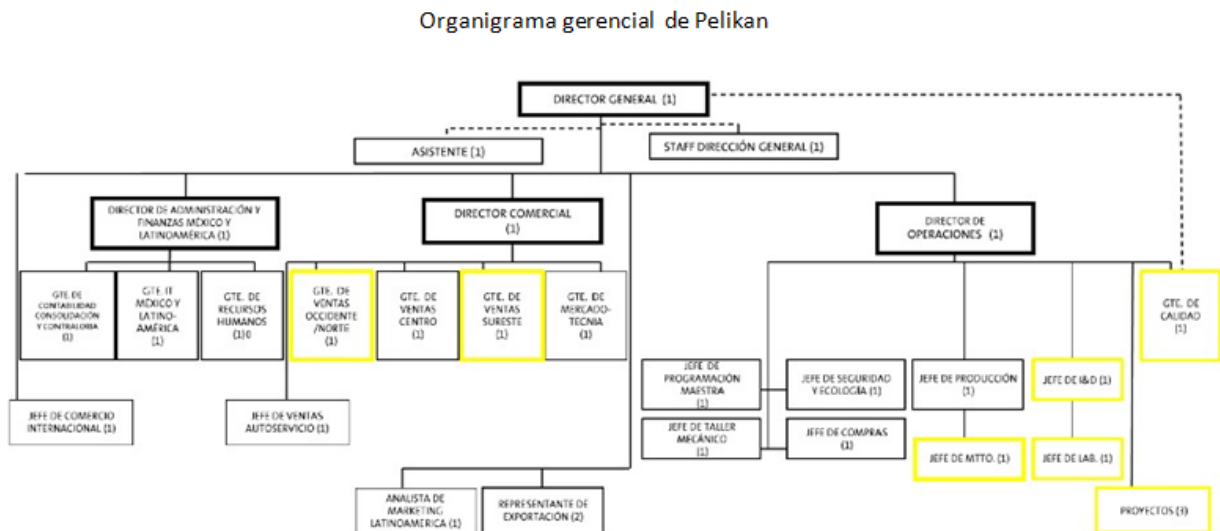 Organigrama gerencial de Pelikan
DIRECTOR GENERAL (1)
ASISTENTE (1)
STAFF DIRECCIÓN GENERAL (1)
DIRECTOR DE ADMINISTRACIÓN Y
FINANZAS MÉXICO Y
LATINOAMÉRICA (1)
DIRECTOR COMERCIAL
(1)
DIRECTOR DE
OPERACIONES (1)
GTE. DE
CONTABILIDAD
CONSOLIDACIÓN
Y CONTRALORIA
(1)
GTE. IT
MÉXICO Y
LATINO-
AMÉRICA
(1)
GTE. DE
RECURSOS
HUMANOS
(1)0
GTE. DE
VENTAS
OCCIDENTE
/NORTE
(1)
GTE. DE
VENTAS
CENTRO
(1)
GTE. DE
VENTAS
SURESTE
(1)
GTE. DE
MERCADO-
TECNIA
(1)
GTE. DE
CALIDAD
(1)
JEFE DE COMERCIO
INTERNACIONAL (1)
JEFE DE VENTAS
AUTOSERVICIO (1)
JEFE DE
PROGRAMACIÓN
MAESTRA
(1)
JEFE DE SEGURIDAD
Y ECOLOGÍA (1)
JEFE DE PRODUCCIÓN
(1)
JEFE DE I&D (1)
JEFE DE TALLER
MECÁNICO
(1)
JEFE DE COMPRAS
(1)
JEFE DE MTTO. (1)
JEFE DE LAB. (1)
ANALISTA DE
MARKETING
LATINOAMERICA (1)
REPRESENTANTE DE
EXPORTACIÓN (2)
PROYECTOS (3)